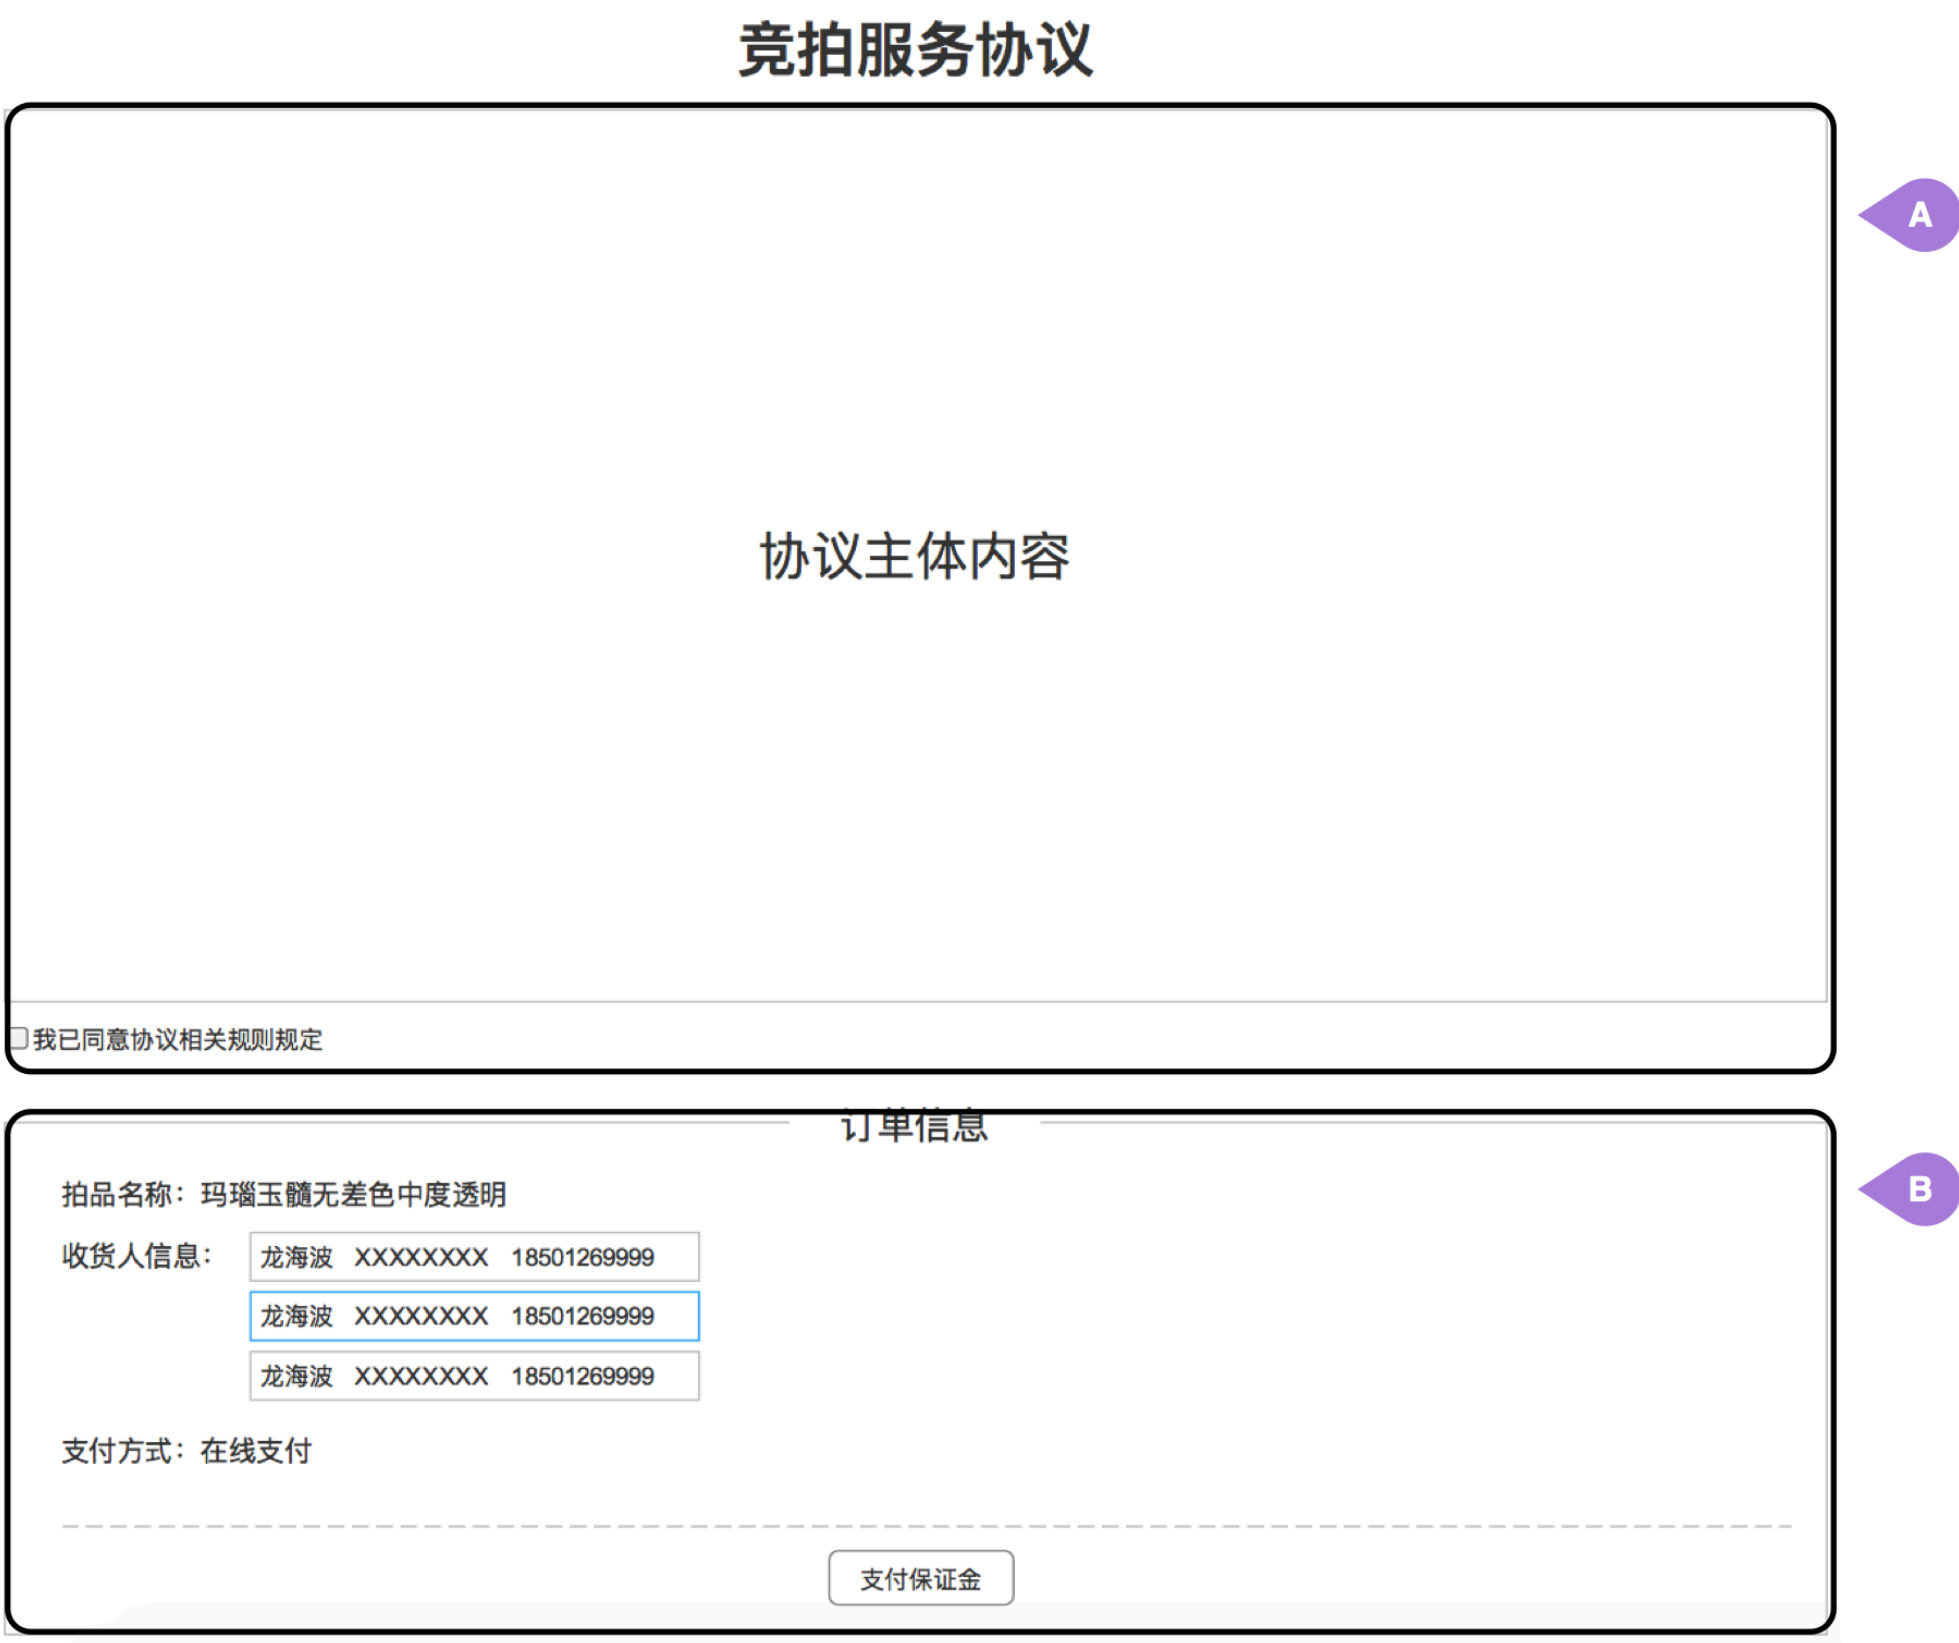 竞拍服务协议
A
协议主体内容
我已同意协议相关规则规定
订单信息
B
拍品名称：玛瑙玉髓无差色中度透明
收货人信息：
龙海波 XXXXXXXX 18501269999
龙海波 XXXXXXXX 18501269999
龙海波 XXXXXXXX 18501269999
支付方式：在线支付
支付保证金